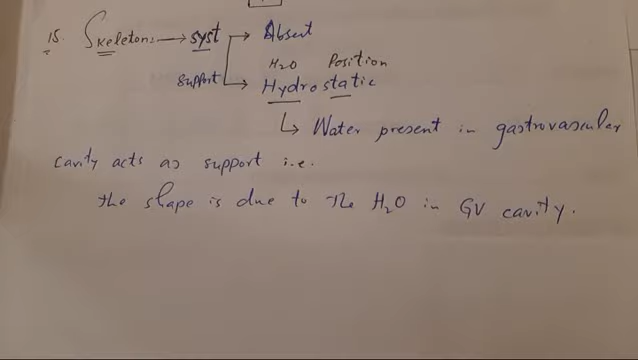 15. Skeleton: → syst → Absent
H2O Position
support → Hydrostatic
↳ Water present in gastrovascular
cavity acts as support i.e.
the shape is due to The H2O in GV cavity.